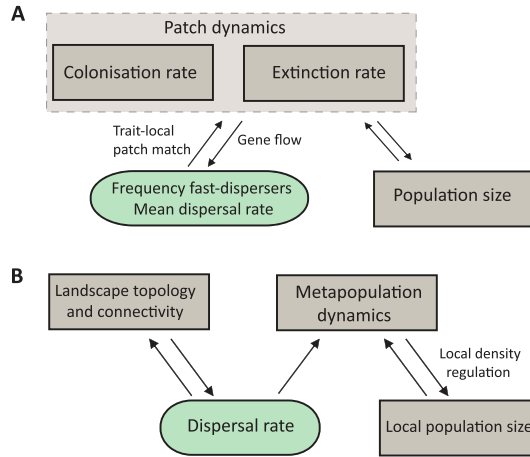 A
Patch dynamics
Colonisation rate
Extinction rate
Trait-local
patch match
Gene flow
Frequency fast-dispersers
Mean dispersal rate
Population size
B
Landscape topology
and connectivity
Metapopulation
dynamics
Local density
regulation
Dispersal rate
Local population size